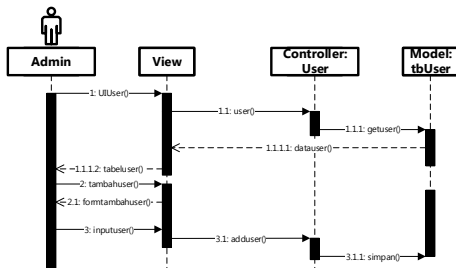 Admin
View
Controller:
User
Model:
tbUser
1: UIUser()
1.1: user()
1.1.1: getuser()
1.1.1.1: datauser()
1.1.1.2: tabeluser()
2: tambahuser()
2.1: formtambahuser()
3: inputuser()
3.1: adduser()
3.1.1: simpan()